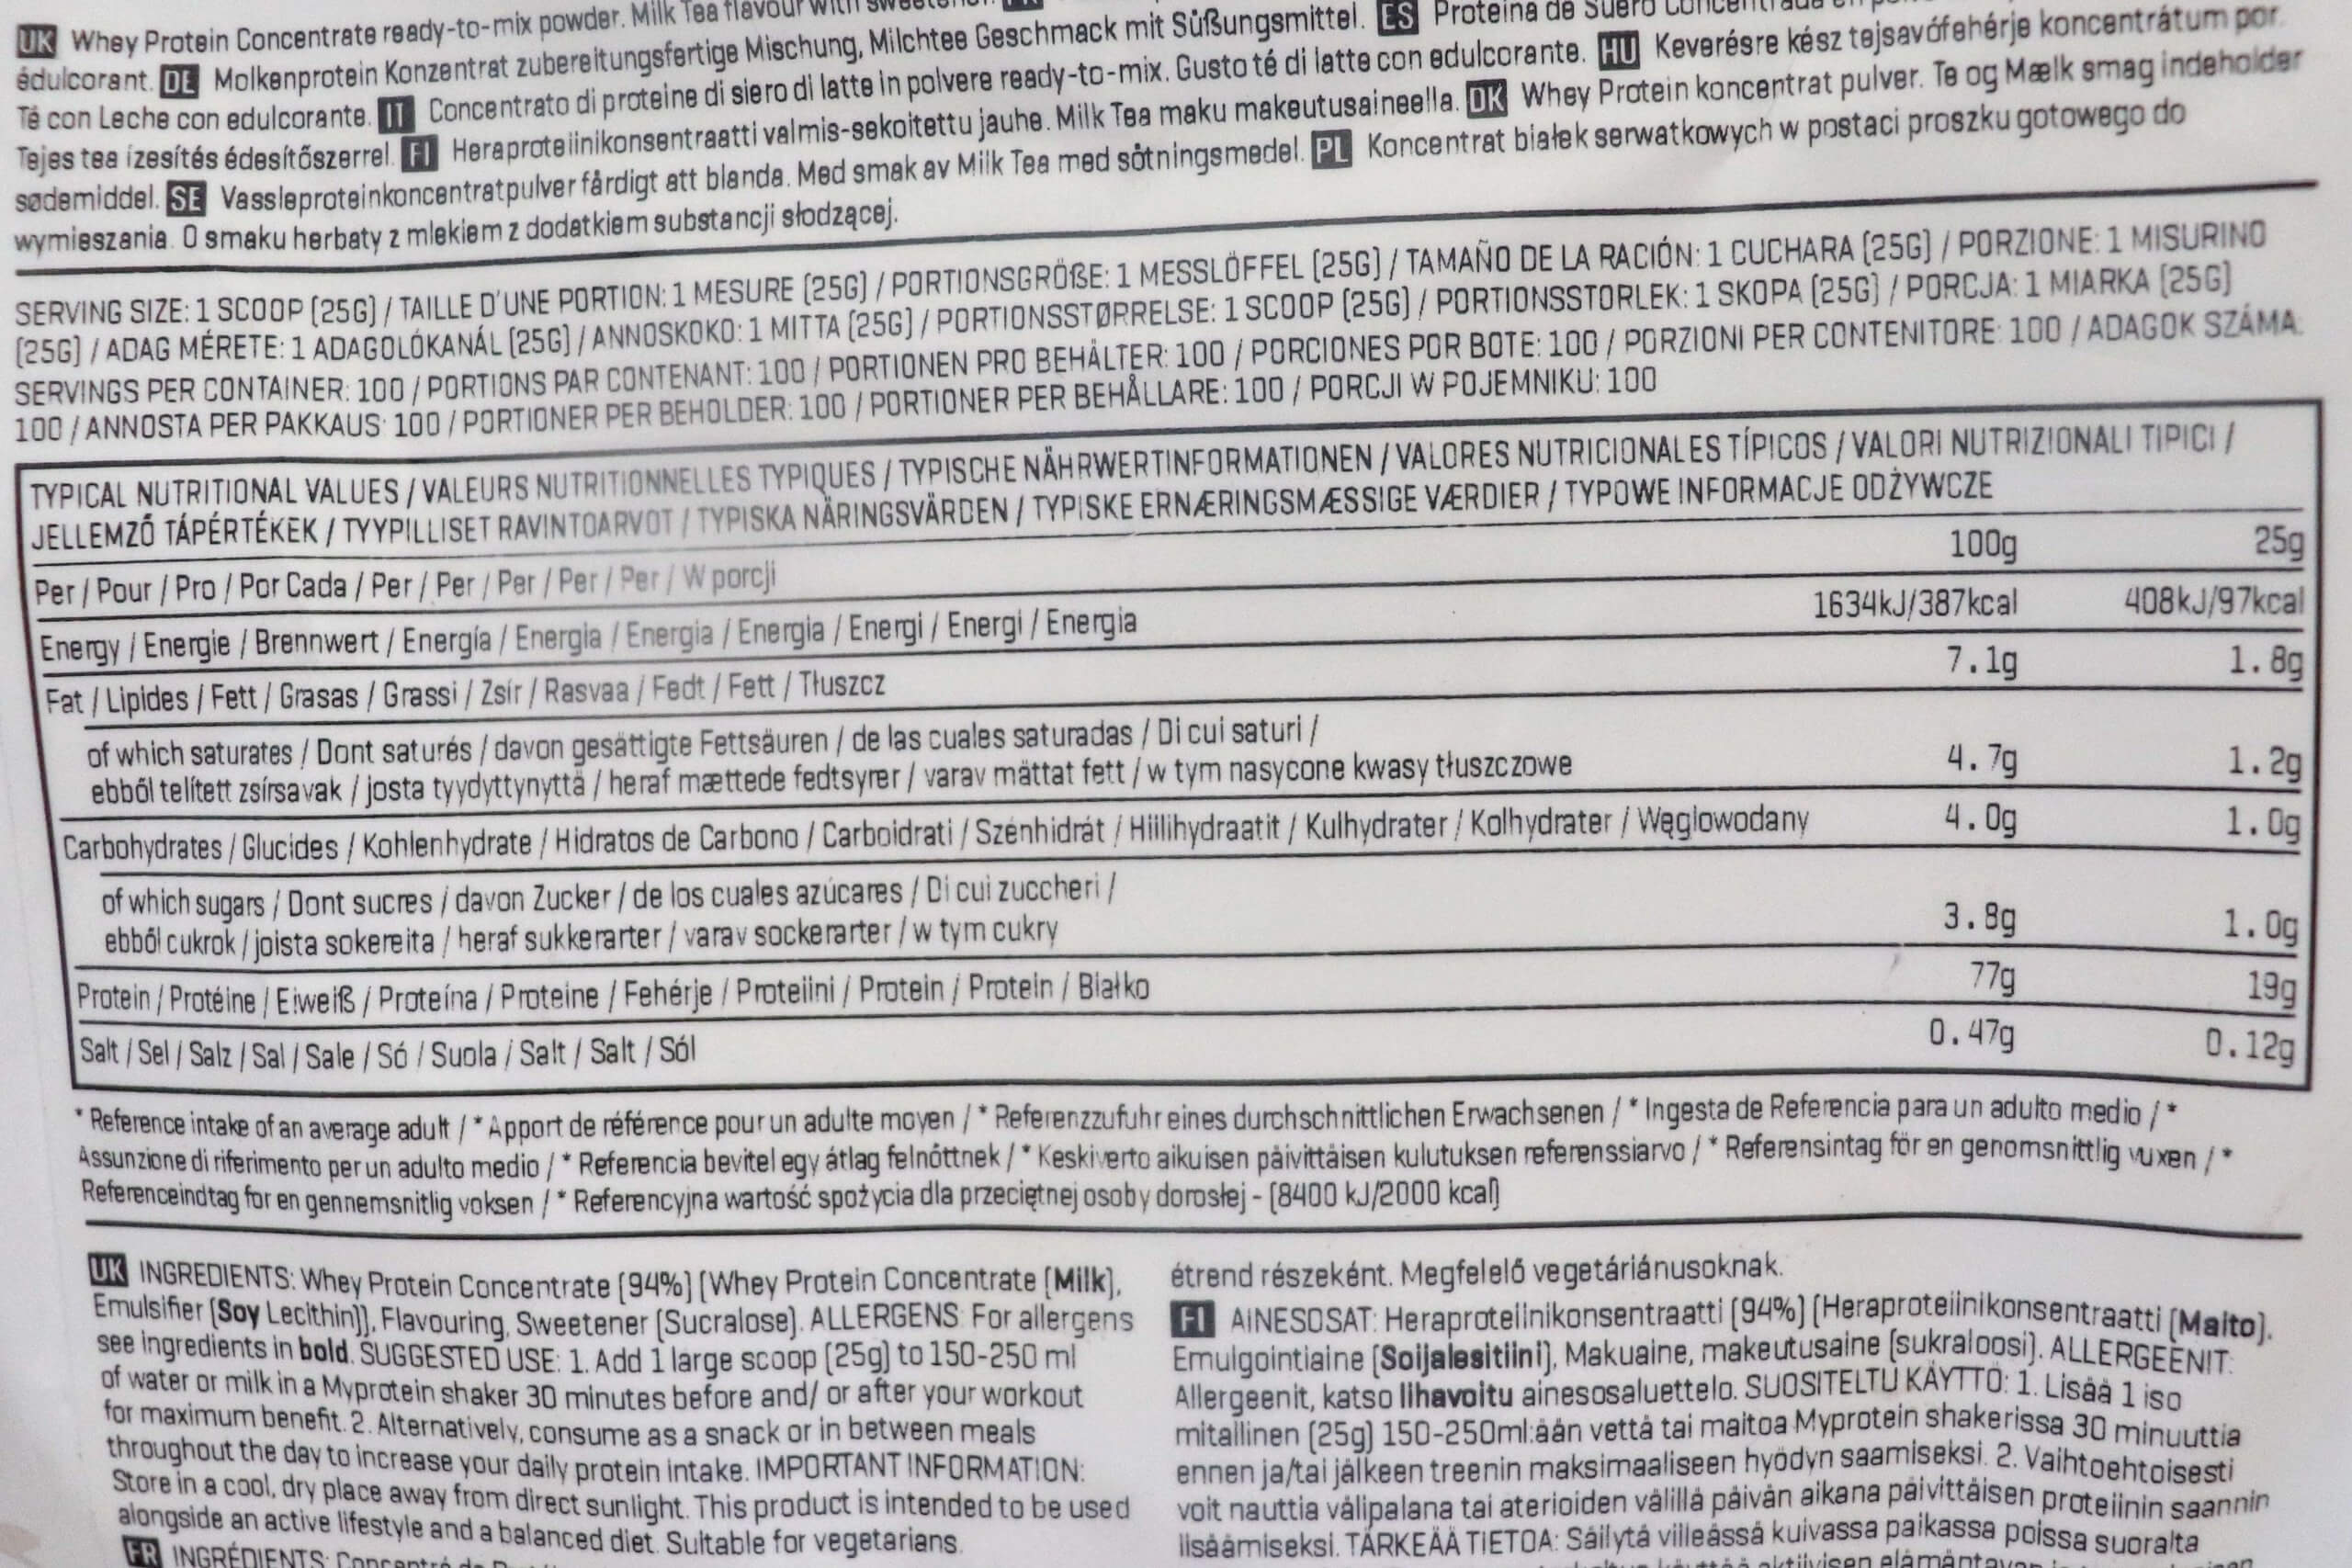 UK Whey Protein Concentrate ready-to-mix powder. Milk Tea flavour with
édulcorant. DE Molkenprotein Konzentrat zubereitungsfertige Mischung, Milchtee Geschmack mit Süßungsmittel. ES Proteína de Suero
Té con Leche con edulcorante. IT Concentrato di proteine di siero di latte in polvere ready-to-mix. Gusto té di latte con edulcorante. HU Keverésre kész tejsavófehérje koncentrátum por.
Tejes tea ízesítés édesítőszerrel. FI Heraproteiinikonsentraatti valmis-sekoitettu jauhe. Milk Tea maku makeutusaineella. DK Whey Protein koncentrat pulver. Te og Mælk smag indeholder
sødemiddel. SE Vassleproteinkoncentratpulver färdigt att blanda. Med smak av Milk Tea med sötningsmedel. PL Koncentrat białek serwatkowych w postaci proszku gotowego do
wymieszania. O smaku herbaty z mlekiem z dodatkiem substancji słodzącej.
SERVING SIZE: 1 SCOOP (25G) / TAILLE D'UNE PORTION: 1 MESURE (25G) / PORTIONSGRÖßE: 1 MESSLÖFFEL (25G) / TAMAÑO DE LA RACIÓN: 1 CUCHARA (25G) / PORZIONE: 1 MISURINO
(25G) / ADAG MÉRETE: 1 ADAGOLÓKANÁL (25G) / ANNOSKOKO: 1 MITTA (25G) / PORTIONSSTØRRELSE: 1 SCOOP (25G) / PORTIONSSTORLEK: 1 SKOPA (25G) / PORCJA: 1 MIARKA (25G)
SERVINGS PER CONTAINER: 100 / PORTIONS PAR CONTENANT: 100 / PORTIONEN PRO BEHÄLTER: 100 / PORCIONES POR BOTE: 100 / PORZIONI PER CONTENITORE: 100 / ADAGOK SZÁMA:
100 / ANNOSTA PER PAKKAUS: 100 / PORTIONER PER BEHOLDER: 100 / PORTIONER PER BEHÅLLARE: 100 / PORCJI W POJEMNIKU: 100
TYPICAL NUTRITIONAL VALUES / VALEURS NUTRITIONNELLES TYPIQUES / TYPISCHE NÄHRWERTINFORMATIONEN / VALORES NUTRICIONALES TÍPICOS / VALORI NUTRIZIONALI TIPICI /
JELLEMZŐ TÁPÉRTÉKEK / TYYPILLISET RAVINTOARVOT / TYPISKA NÄRINGSVÄRDEN / TYPISKE ERNÆRINGSMÆSSIGE VÆRDIER / TYPOWE INFORMACJE ODŻYWCZE
Per / Pour / Pro / Por Cada / Per / Per / Per / Per / Per / W porcji 100g 25g
Energy / Energie / Brennwert / Energía / Energia / Energia / Energia / Energi / Energi / Energia 1634kJ/387kcal 408kJ/97kcal
Fat / Lipides / Fett / Grasas / Grassi / Zsír / Rasvaa / Fedt / Fett / Tłuszcz 7.1g 1.8g
of which saturates / Dont saturés / davon gesättigte Fettsäuren / de las cuales saturadas / Di cui saturi /
ebből telített zsírsavak / josta tyydyttynyttä / heraf mættede fedtsyrer / varav mättat fett / w tym nasycone kwasy tłuszczowe 4.7g 1.2g
Carbohydrates / Glucides / Kohlenhydrate / Hidratos de Carbono / Carboidrati / Szénhidrát / Hiilihydraatit / Kulhydrater / Kolhydrater / Węglowodany 4.0g 1.0g
of which sugars / Dont sucres / davon Zucker / de los cuales azúcares / Di cui zuccheri /
ebből cukrok / joista sokereita / heraf sukkerarter / varav sockerarter / w tym cukry 3.8g 1.0g
Protein / Protéine / Eiweiß / Proteína / Proteine / Fehérje / Proteiini / Protein / Protein / Białko 77g 19g
Salt / Sel / Salz / Sal / Sale / Só / Suola / Salt / Salt / Sól 0.47g 0.12g
* Reference intake of an average adult / * Apport de référence pour un adulte moyen / * Referenzzufuhr eines durchschnittlichen Erwachsenen / * Ingesta de Referencia para un adulto medio / *
Assunzione di riferimento per un adulto medio / * Referencia bevitel egy átlag felnőttnek / * Keskiverto aikuisen päivittäisen kulutuksen referenssiarvo / * Referensintag för en genomsnittlig vuxen / *
Referenceindtag for en gennemsnitlig voksen / * Referencyjna wartość spożycia dla przeciętnej osoby dorosłej - (8400 kJ/2000 kcal)
UK INGREDIENTS: Whey Protein Concentrate (94%) (Whey Protein Concentrate (Milk),
Emulsifier (Soy Lecithin)), Flavouring, Sweetener (Sucralose). ALLERGENS: For allergens
see ingredients in bold. SUGGESTED USE: 1. Add 1 large scoop (25g) to 150-250 ml
of water or milk in a Myprotein shaker 30 minutes before and/ or after your workout
for maximum benefit. 2. Alternatively, consume as a snack or in between meals
throughout the day to increase your daily protein intake. IMPORTANT INFORMATION:
Store in a cool, dry place away from direct sunlight. This product is intended to be used
alongside an active lifestyle and a balanced diet. Suitable for vegetarians.
FR INGRÉDIENTS:
étrend részeként. Megfelelő vegetáriánusoknak.
FI AINESOSAT: Heraproteiinikonsentraatti (94%) (Heraproteiinikonsentraatti (Maito),
Emulgointiaine (Soijalesitiini), Makuaine, makeutusaine (sukraloosi). ALLERGEENIT:
Allergeenit, katso lihavoitu ainesosaluettelo. SUOSITELTU KÄYTTÖ: 1. Lisää 1 iso
mitallinen (25g) 150-250ml:ään vettä tai maitoa Myprotein shakerissa 30 minuuttia
ennen ja/tai jälkeen treenin maksimaaliseen hyödyn saamiseksi. 2. Vaihtoehtoisesti
voit nauttia välipalana tai aterioiden välillä päivän aikana päivittäisen proteiinin saannin
lisäämiseksi. TÄRKEÄÄ TIETOA: Säilytä viileässä kuivassa paikassa poissa suoralta